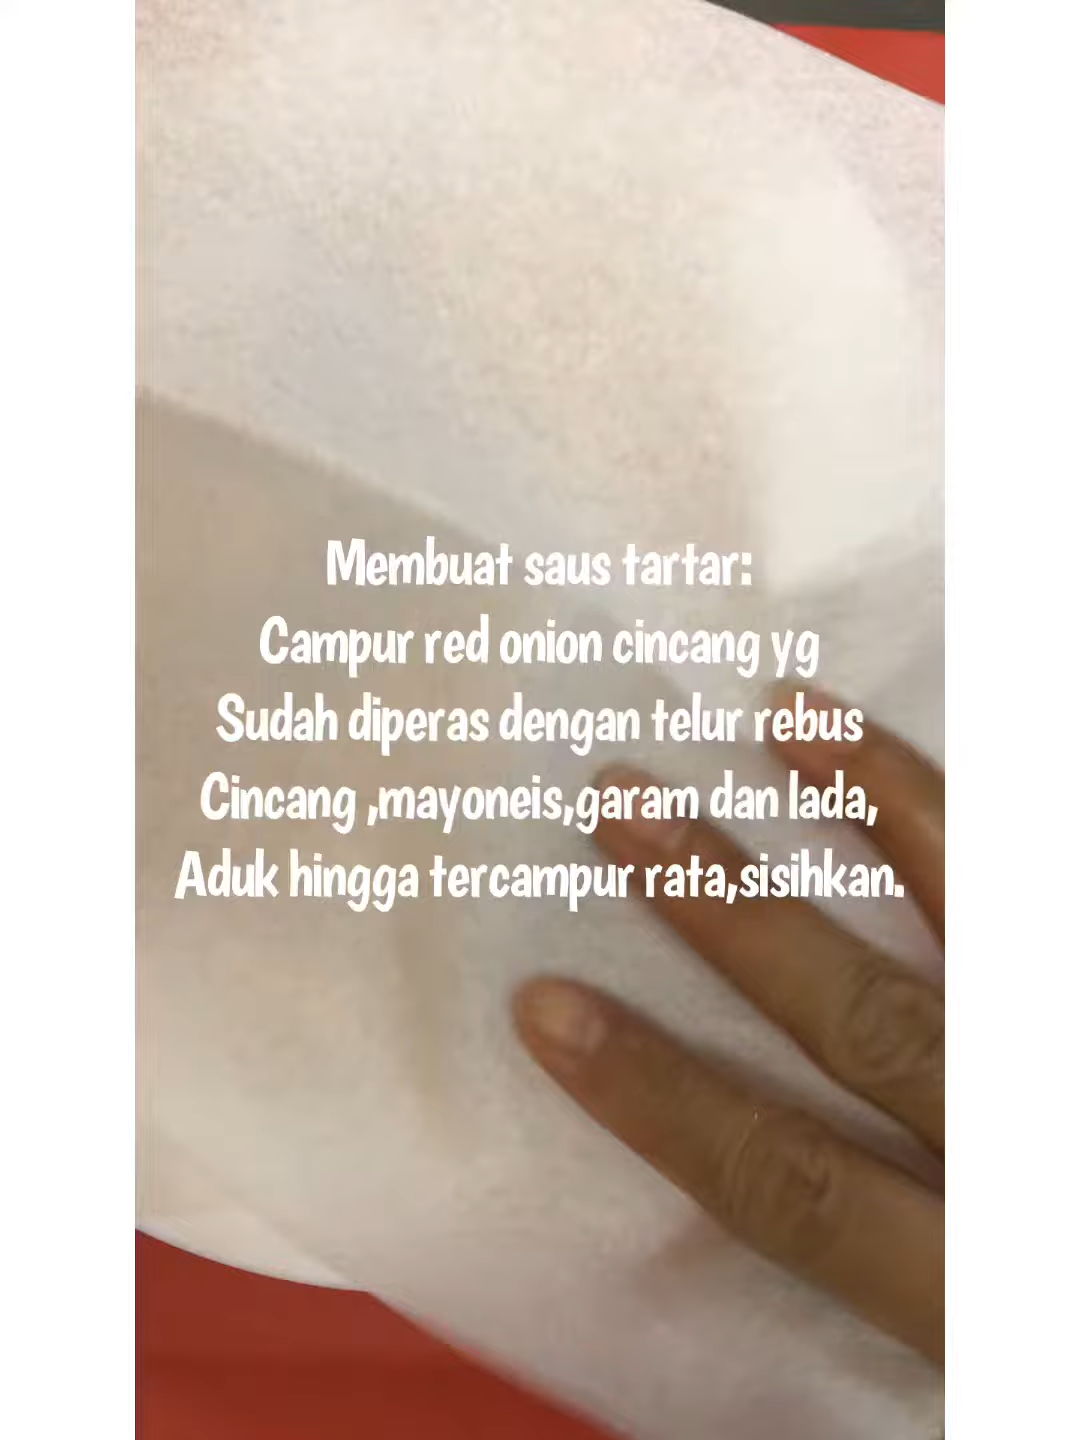 Membuat saus tartar:
Campur red onion cincang yg
Sudah diperas dengan telur rebus
Cincang ,mayoneis,garam dan lada,
Aduk hingga tercampur rata,sisihkan.